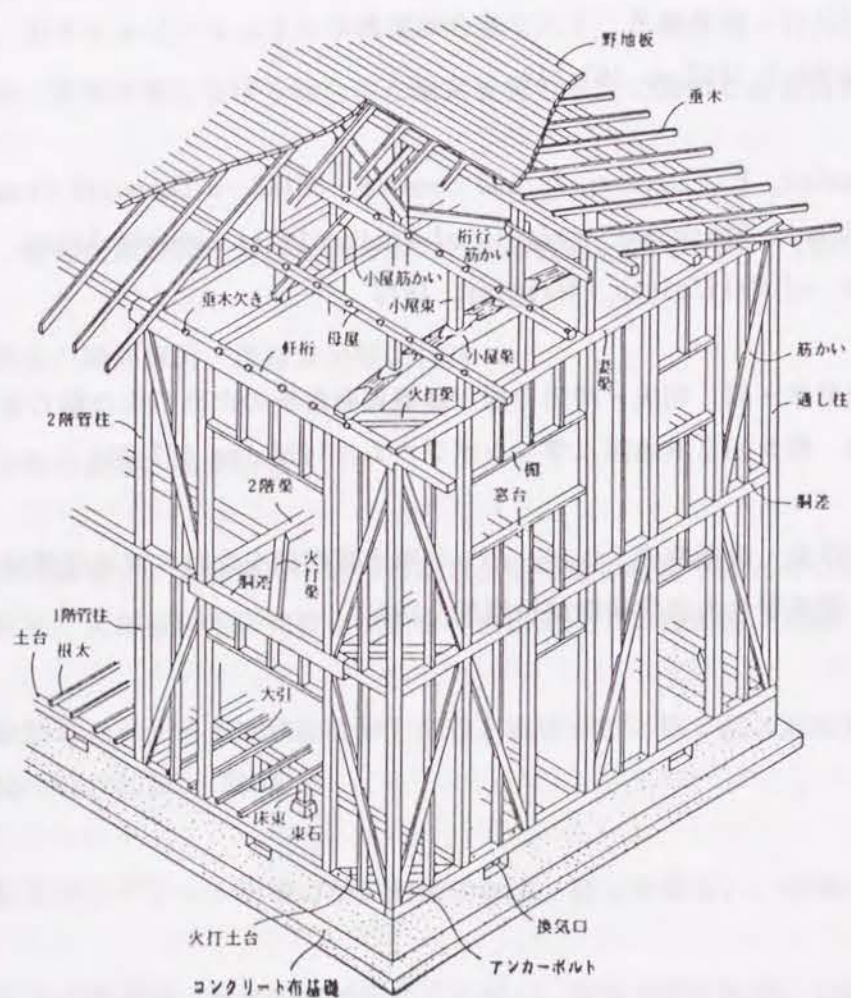 野地板
垂木
桁行
筋かい
小屋筋かい
小屋束
垂木欠き
母屋
小屋梁
軒桁
火打梁
妻梁
筋かい
通し柱
2階管柱
楣
2階梁
窓台
胴差
火打梁
胴差
1階管柱
土台
根太
大引
床束
束石
火打土台
換気口
アンカーボルト
コンクリート布基礎